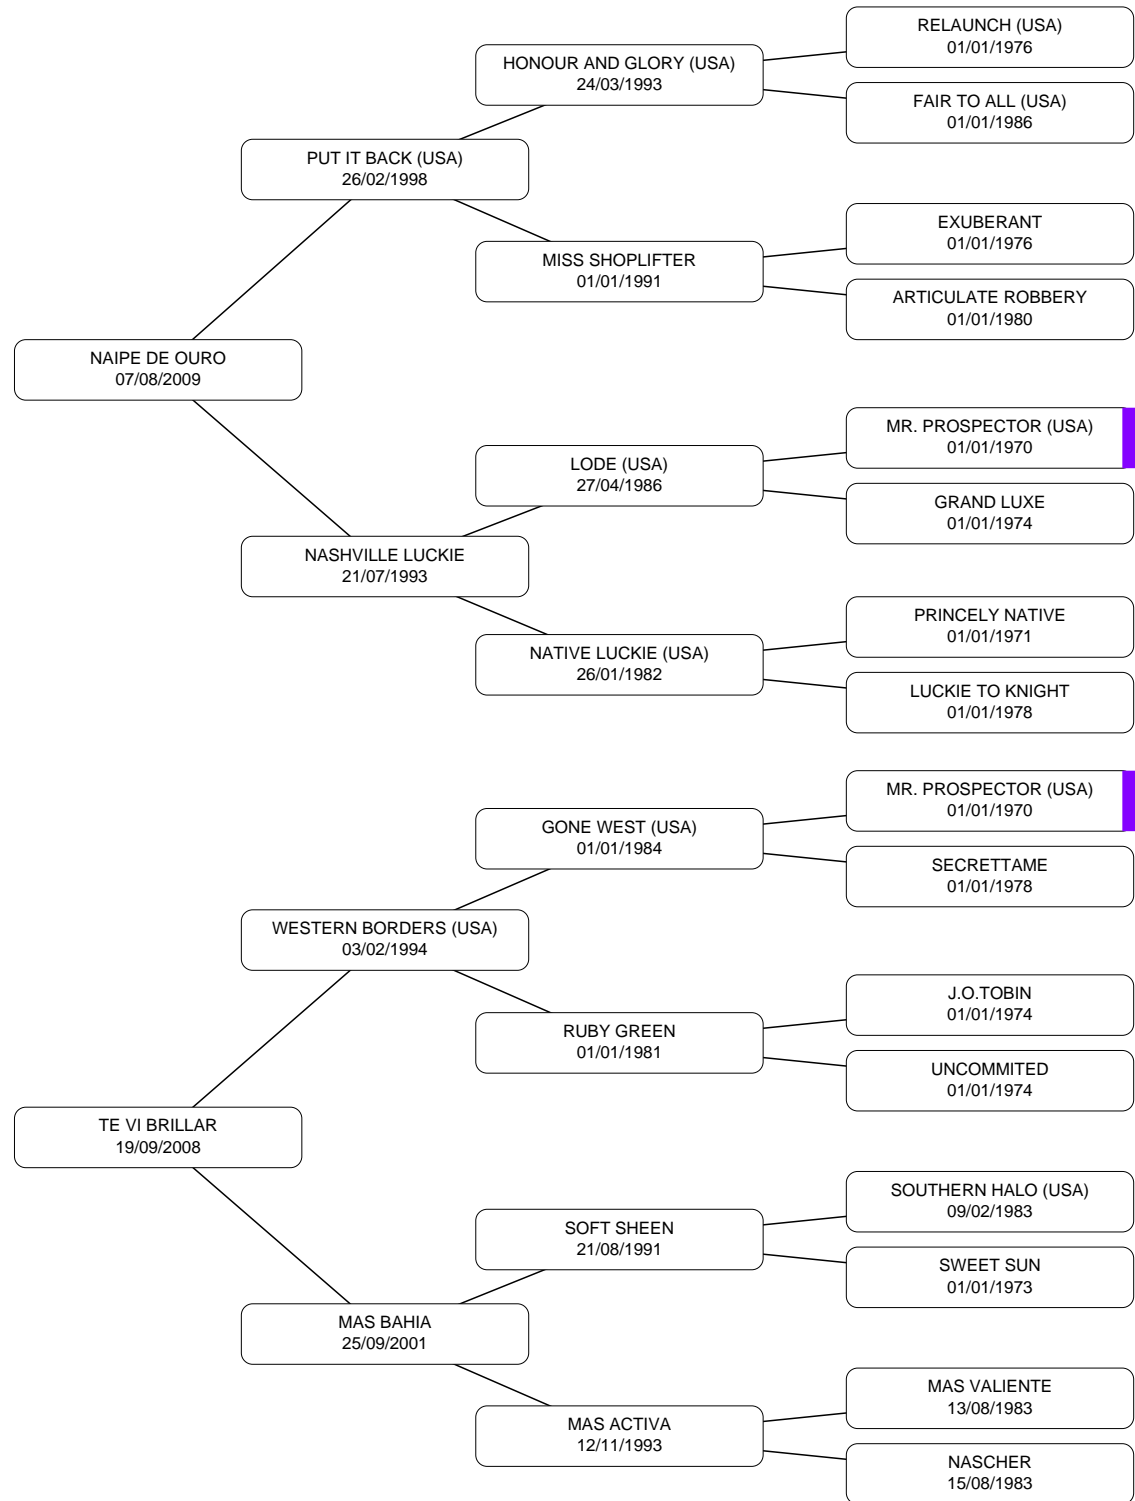 RELAUNCH (USA)
01/01/1976
HONOUR AND GLORY (USA)
24/03/1993
FAIR TO ALL (USA)
01/01/1986
PUT IT BACK (USA)
26/02/1998
EXUBERANT
01/01/1976
MISS SHOPLIFTER
01/01/1991
ARTICULATE ROBBERY
01/01/1980
NAIPE DE OURO
07/08/2009
MR. PROSPECTOR (USA)
01/01/1970
LODE (USA)
27/04/1986
GRAND LUXE
01/01/1974
NASHVILLE LUCKIE
21/07/1993
PRINCELY NATIVE
01/01/1971
NATIVE LUCKIE (USA)
26/01/1982
LUCKIE TO KNIGHT
01/01/1978
MR. PROSPECTOR (USA)
01/01/1970
GONE WEST (USA)
01/01/1984
SECRETTAME
01/01/1978
WESTERN BORDERS (USA)
03/02/1994
J.O.TOBIN
01/01/1974
RUBY GREEN
01/01/1981
UNCOMMITED
01/01/1974
TE VI BRILLAR
19/09/2008
SOUTHERN HALO (USA)
09/02/1983
SOFT SHEEN
21/08/1991
SWEET SUN
01/01/1973
MAS BAHIA
25/09/2001
MAS VALIENTE
13/08/1983
MAS ACTIVA
12/11/1993
NASCHER
15/08/1983